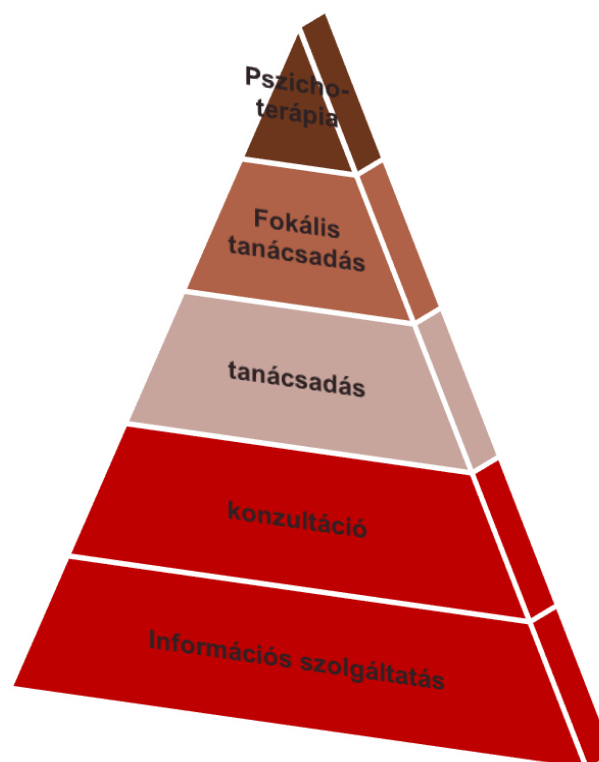 Pszicho-
terápia
Fokális
tanácsadás
tanácsadás
konzultáció
Információs szolgáltatás